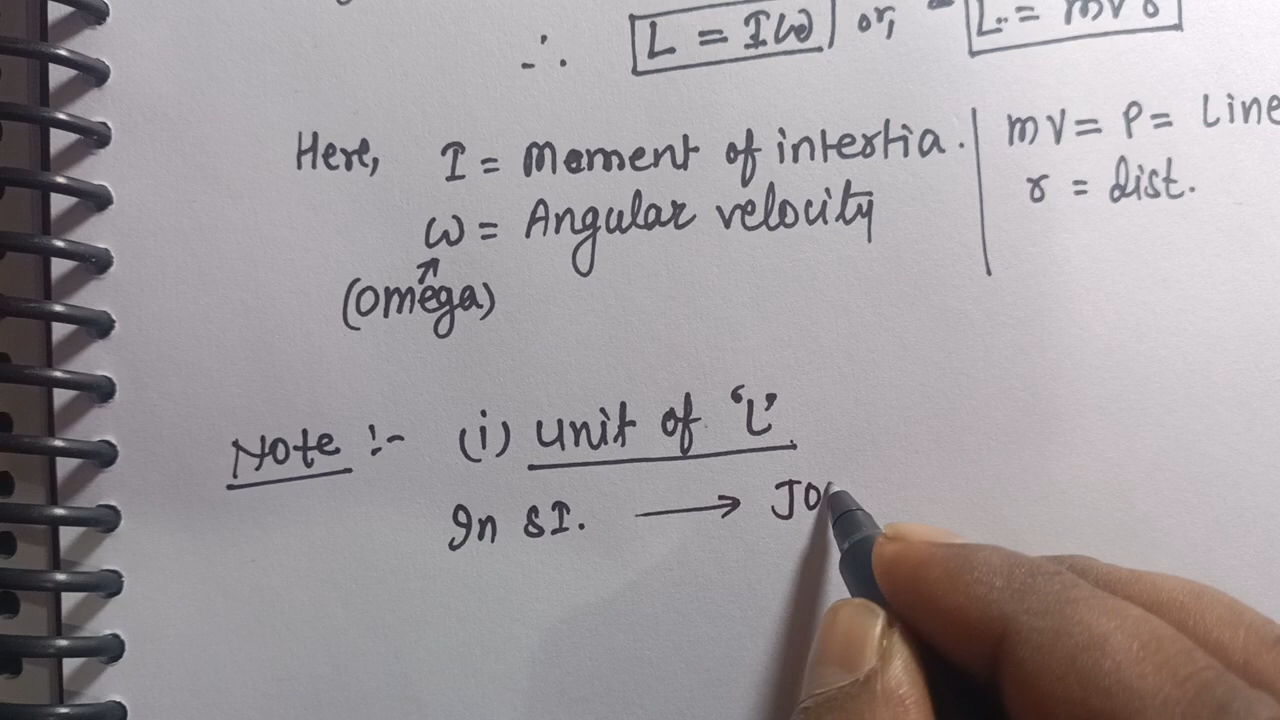 ∴ L = Iω or, L = mvr
Here, I = Moment of intertia. | mv = P = Line
ω = Angular velocity | r = dist.
(omega)
Note :- (i) unit of 'L'
In SI. → JO